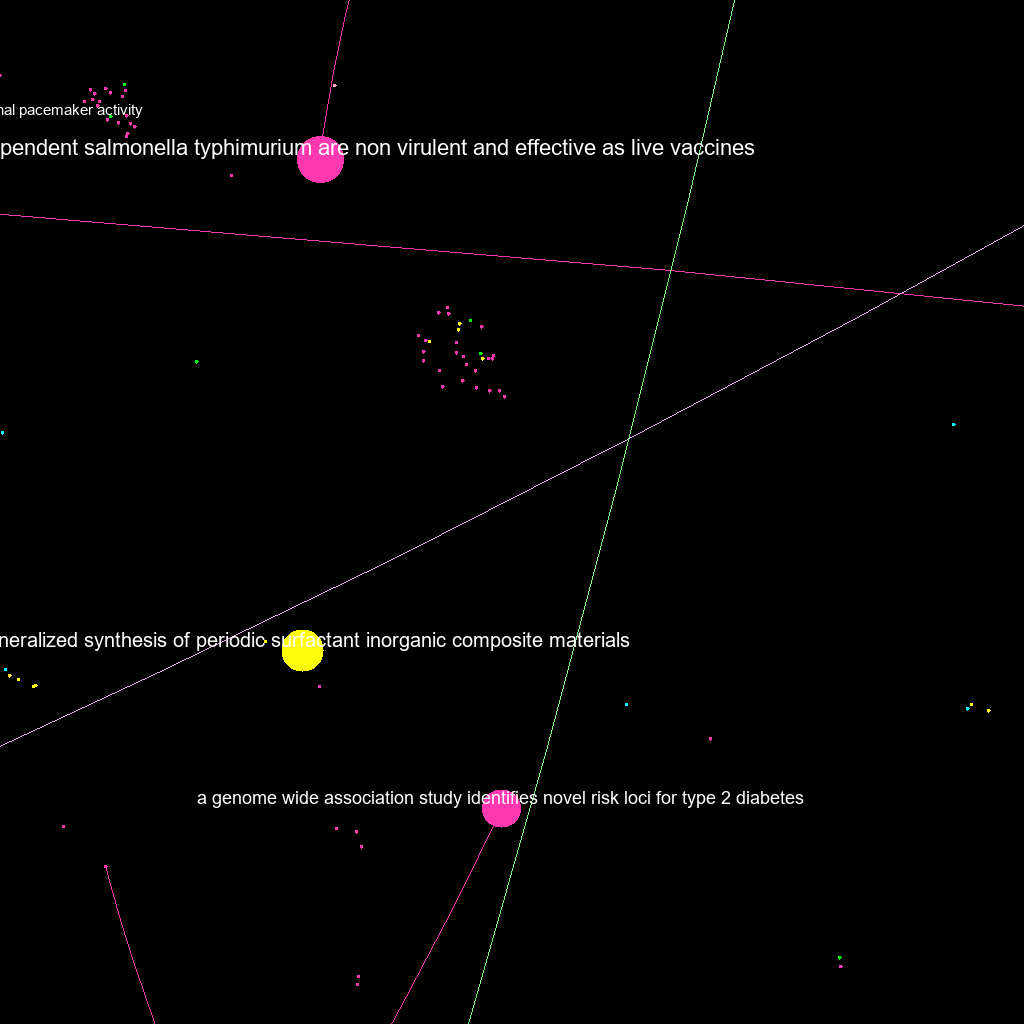 nal pacemaker activity
pendent salmonella typhimurium are non virulent and effective as live vaccines
neralized synthesis of periodic surfactant inorganic composite materials
a genome wide association study identifies novel risk loci for type 2 diabetes